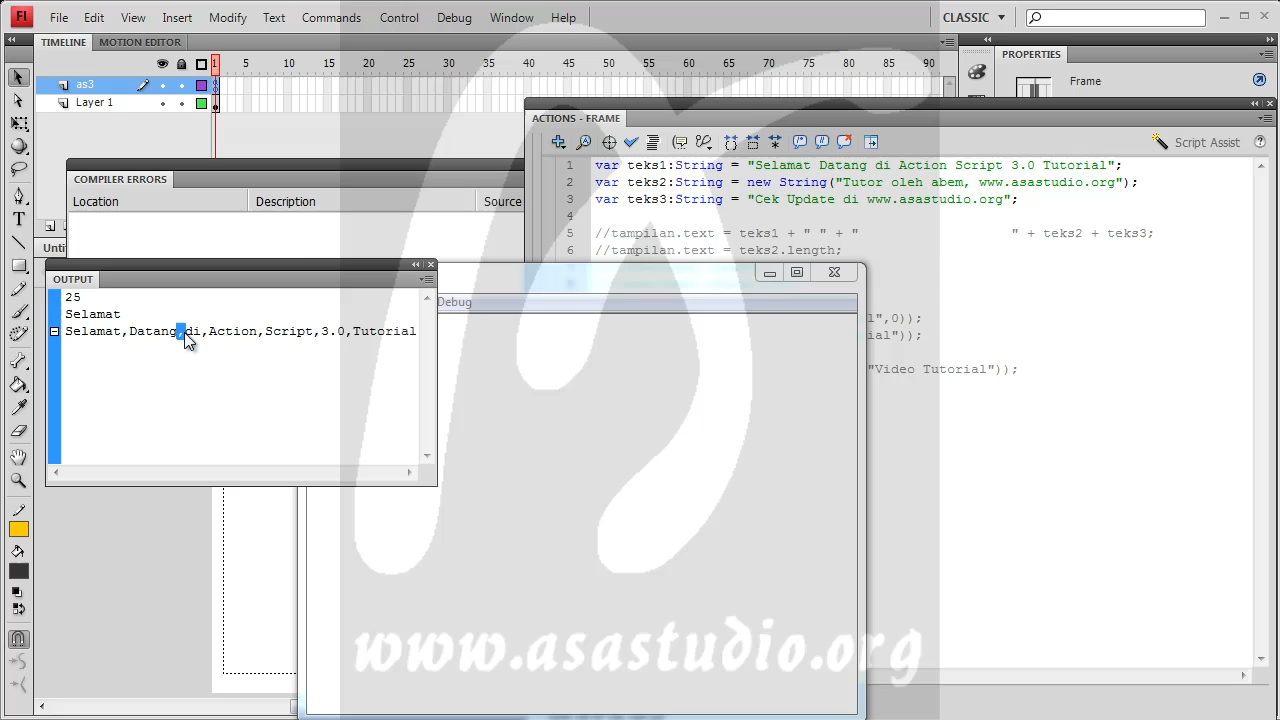 Fl File Edit View Insert Modify Text Commands Control Debug Window Help CLASSIC
TIMELINE MOTION EDITOR
1 5 10 15 20 25 30 35 40 45 50 55 60 65 70 75 80 85 90
as3
Layer 1
PROPERTIES
Frame
ACTIONS - FRAME
Script Assist
1 var teks1:String = "Selamat Datang di Action Script 3.0 Tutorial";
2 var teks2:String = new String("Tutor oleh abem, www.asastudio.org");
3 var teks3:String = "Cek Update di www.asastudio.org";
4
5 //tampilan.text = teks1 + " " + " " + teks2 + teks3;
6 //tampilan.text = teks2.length;
l",0));
ial"));
"Video Tutorial"));
COMPILER ERRORS
Location Description Source
Unti
OUTPUT
25
Selamat
Selamat,Datang,di,Action,Script,3.0,Tutorial
Debug
www.asastudio.org